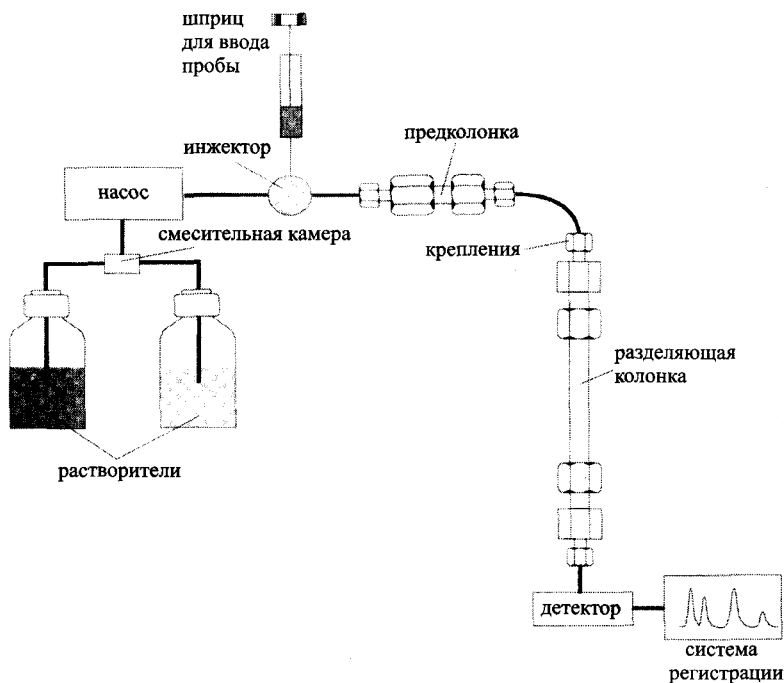 шприц
для ввода
пробы
инжектор
предколонка
насос
смесительная камера
крепления
разделяющая
колонка
растворители
детектор
система
регистрации